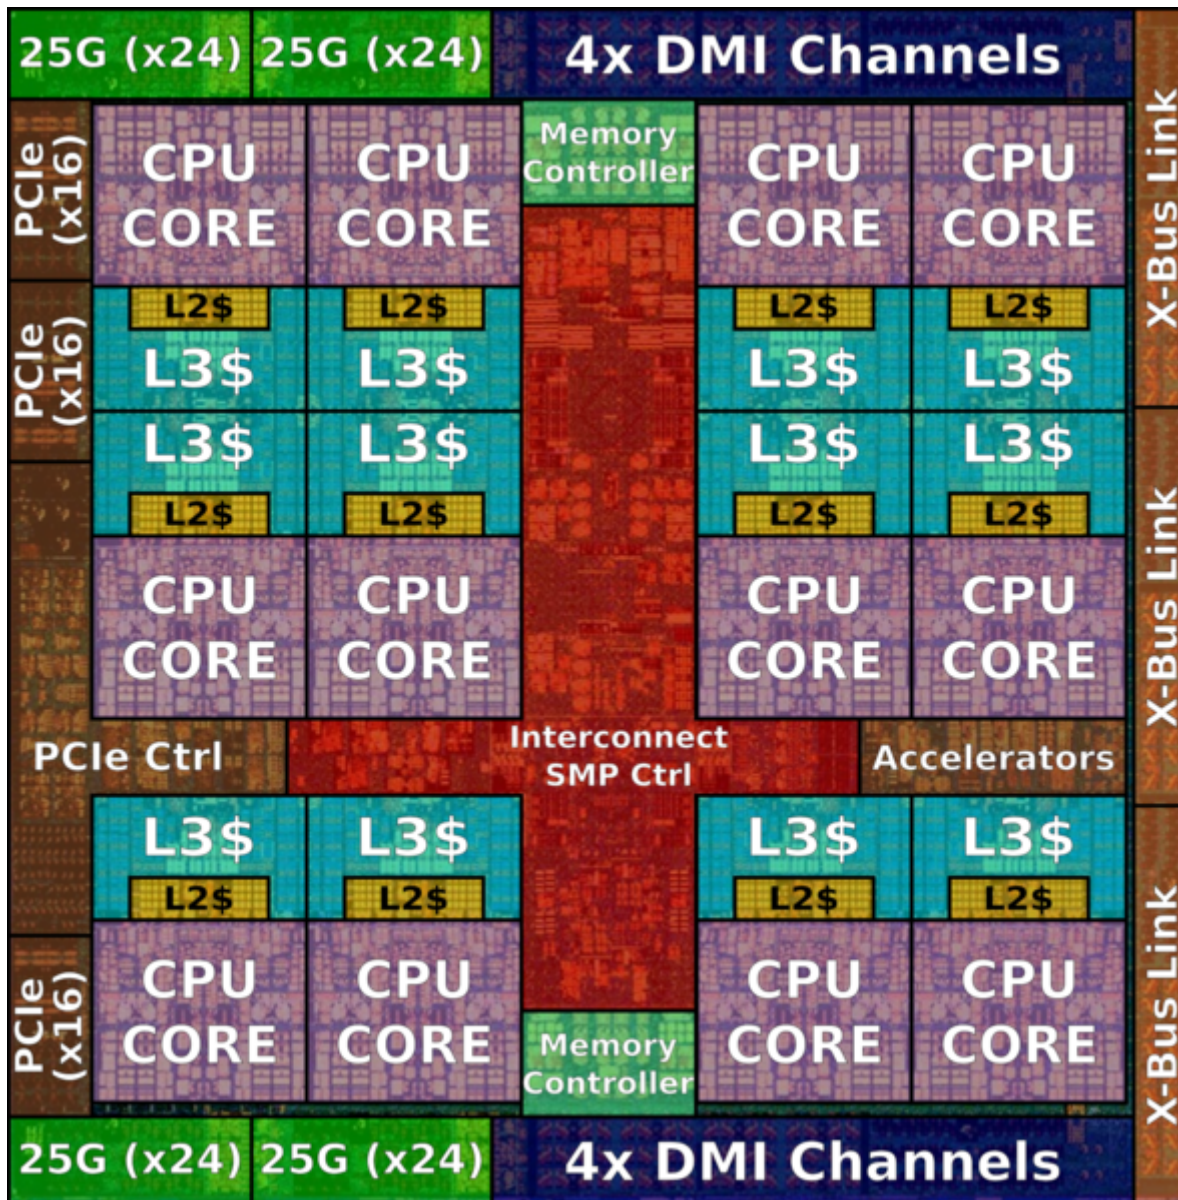 25G (x24) 25G (x24) 4x DMI Channels
PCIe
(x16)
CPU
CORE
CPU
CORE
Memory
Controller
CPU
CORE
CPU
CORE
X-Bus Link
PCIe
(x16)
L2$ L2$ L2$ L2$
L3$ L3$ L3$ L3$
L3$ L3$ L3$ L3$
L2$ L2$ L2$ L2$
CPU
CORE
CPU
CORE
CPU
CORE
CPU
CORE
X-Bus Link
PCIe Ctrl
Interconnect
SMP Ctrl
Accelerators
L3$ L3$ L3$ L3$
L2$ L2$ L2$ L2$
PCIe
(x16)
CPU
CORE
CPU
CORE
Memory
Controller
CPU
CORE
CPU
CORE
X-Bus Link
25G (x24) 25G (x24) 4x DMI Channels